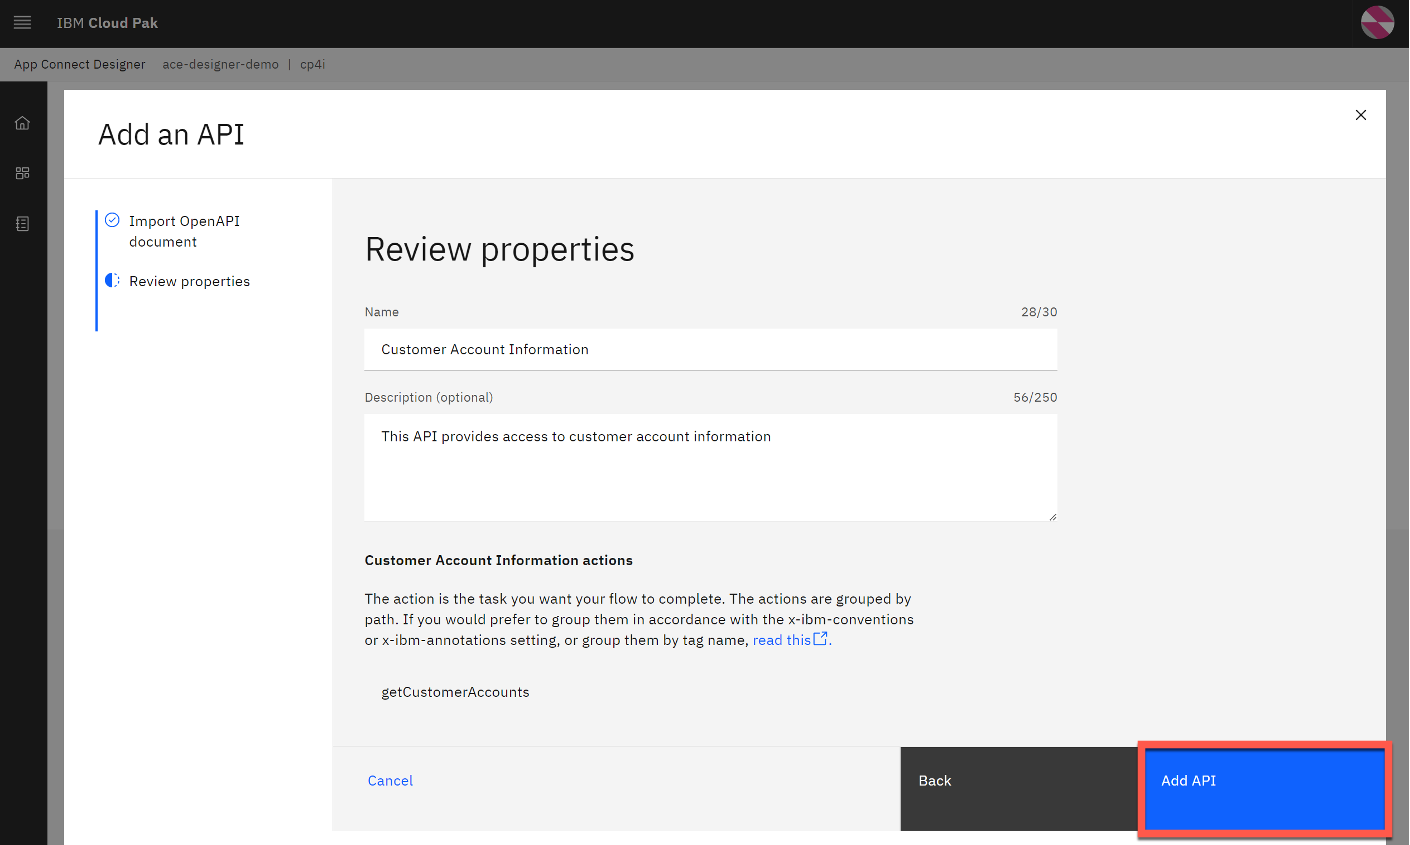 IBM Cloud Pak
App Connect Designer ace-designer-demo | cp4i
Add an API
Import OpenAPI
document
Review properties
Review properties
Name 28/30
Customer Account Information
Description (optional) 56/250
This API provides access to customer account information
Customer Account Information actions
The action is the task you want your flow to complete. The actions are grouped by
path. If you would prefer to group them in accordance with the x-ibm-conventions
or x-ibm-annotations setting, or group them by tag name, read this.
getCustomerAccounts
Cancel
Back
Add API